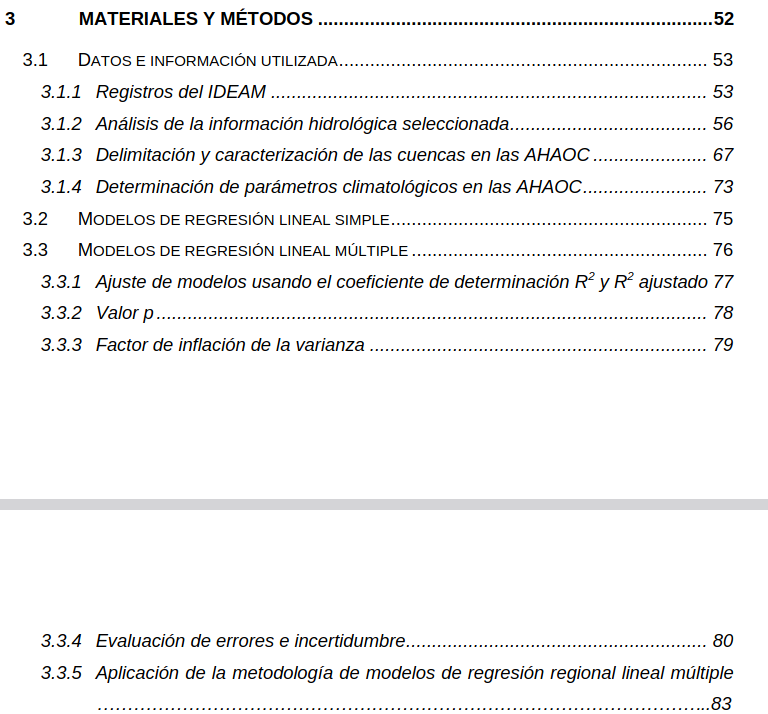 3 MATERIALES Y MÉTODOS ........................................................................... 52
3.1 DATOS E INFORMACIÓN UTILIZADA ....................................................................... 53
3.1.1 Registros del IDEAM .................................................................................... 53
3.1.2 Análisis de la información hidrológica seleccionada ...................................... 56
3.1.3 Delimitación y caracterización de las cuencas en las AHAOC ...................... 67
3.1.4 Determinación de parámetros climatológicos en las AHAOC ........................ 73
3.2 MODELOS DE REGRESIÓN LINEAL SIMPLE ............................................................. 75
3.3 MODELOS DE REGRESIÓN LINEAL MÚLTIPLE ......................................................... 76
3.3.1 Ajuste de modelos usando el coeficiente de determinación R² y R² ajustado 77
3.3.2 Valor p .......................................................................................................... 78
3.3.3 Factor de inflación de la varianza ................................................................. 79
3.3.4 Evaluación de errores e incertidumbre .......................................................... 80
3.3.5 Aplicación de la metodología de modelos de regresión regional lineal múltiple
.................................................................................................................... 83